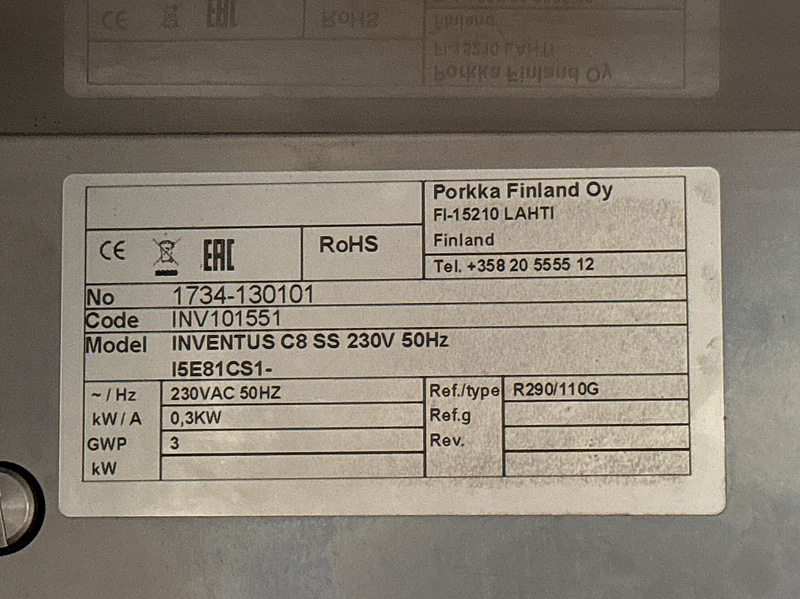 Porkka Finland Oy
FI-15210 LAHTI
Finland
Tel. +358 20 5555 12
CE EAC RoHS
No 1734-130101
Code INV101551
Model INVENTUS C8 SS 230V 50Hz
I5E81CS1-
~ / Hz 230VAC 50HZ Ref./type R290/110G
kW / A 0,3KW Ref.g
GWP 3 Rev.
kW